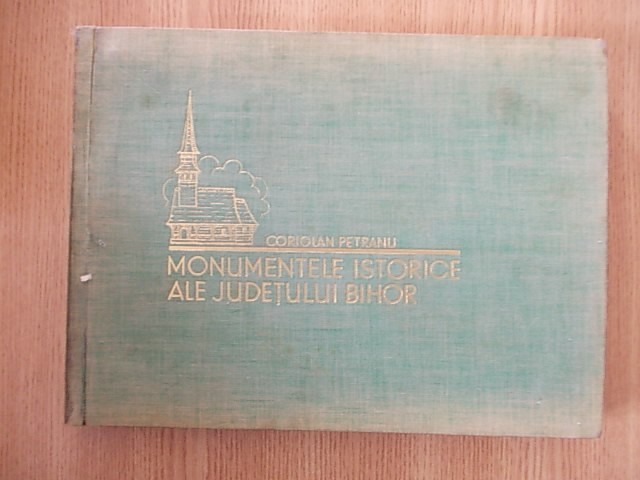 CORIOLAN PETRANU
MONUMENTELE ISTORICE
ALE JUDEȚULUI BIHOR